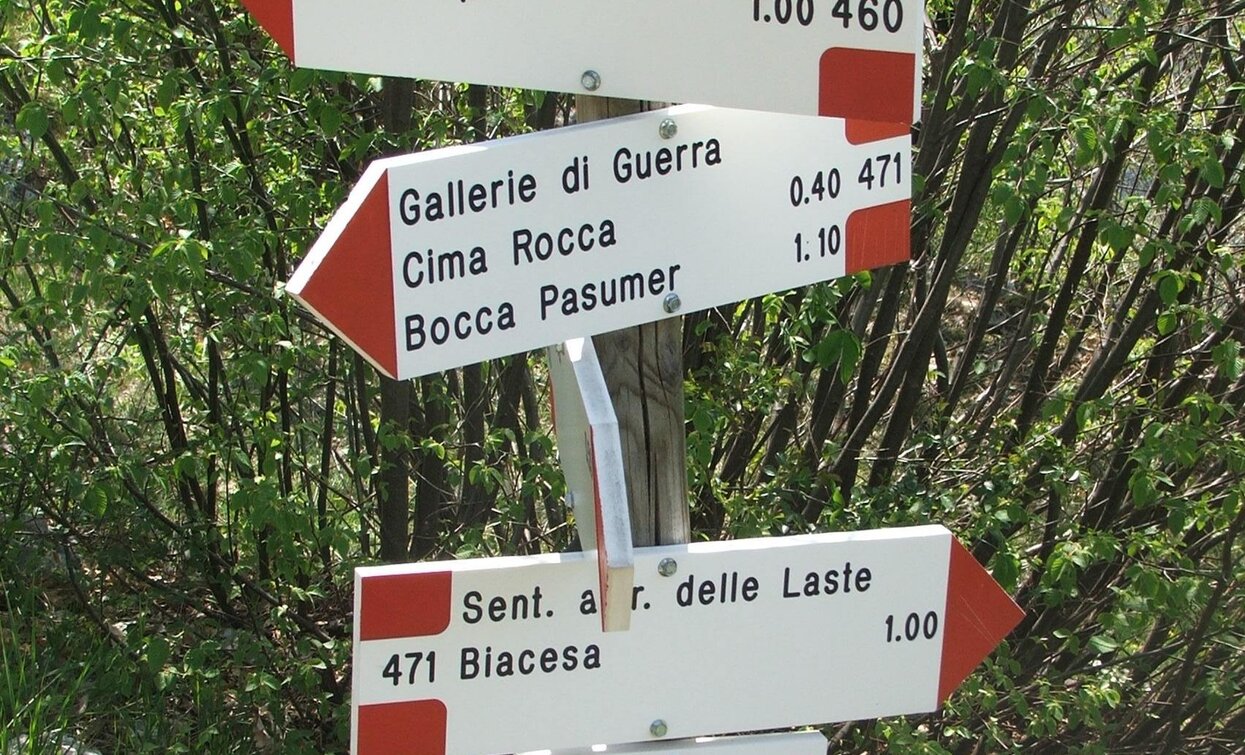 1.00 460
Gallerie di Guerra
Cima Rocca 0.40 471
Bocca Pasumer 1.10
Sent. delle Laste
471 Biacesa 1.00